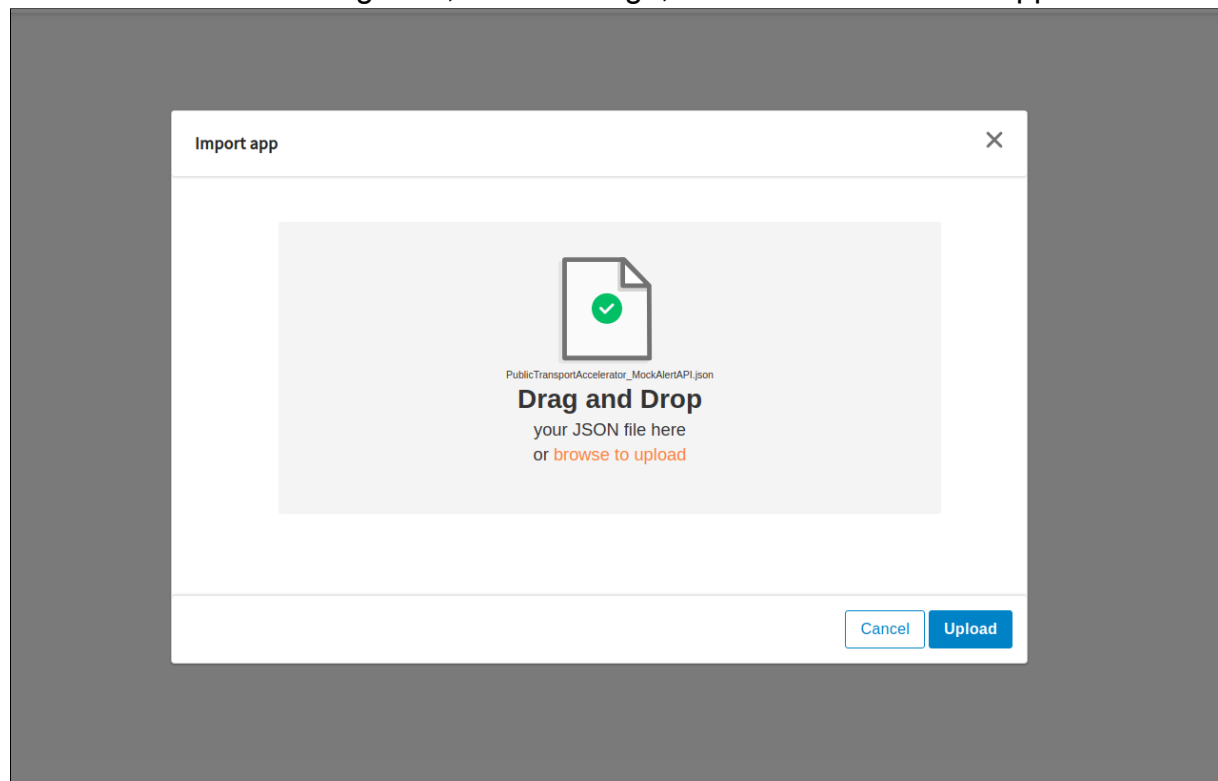 Import app
PublicTransportAccelerator_MockAlertAPI.json
Drag and Drop
your JSON file here
or browse to upload
Cancel Upload